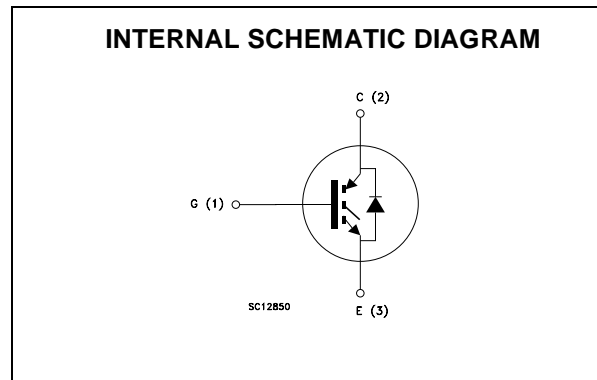 INTERNAL SCHEMATIC DIAGRAM
C (2)
G (1)
SC12850
E (3)